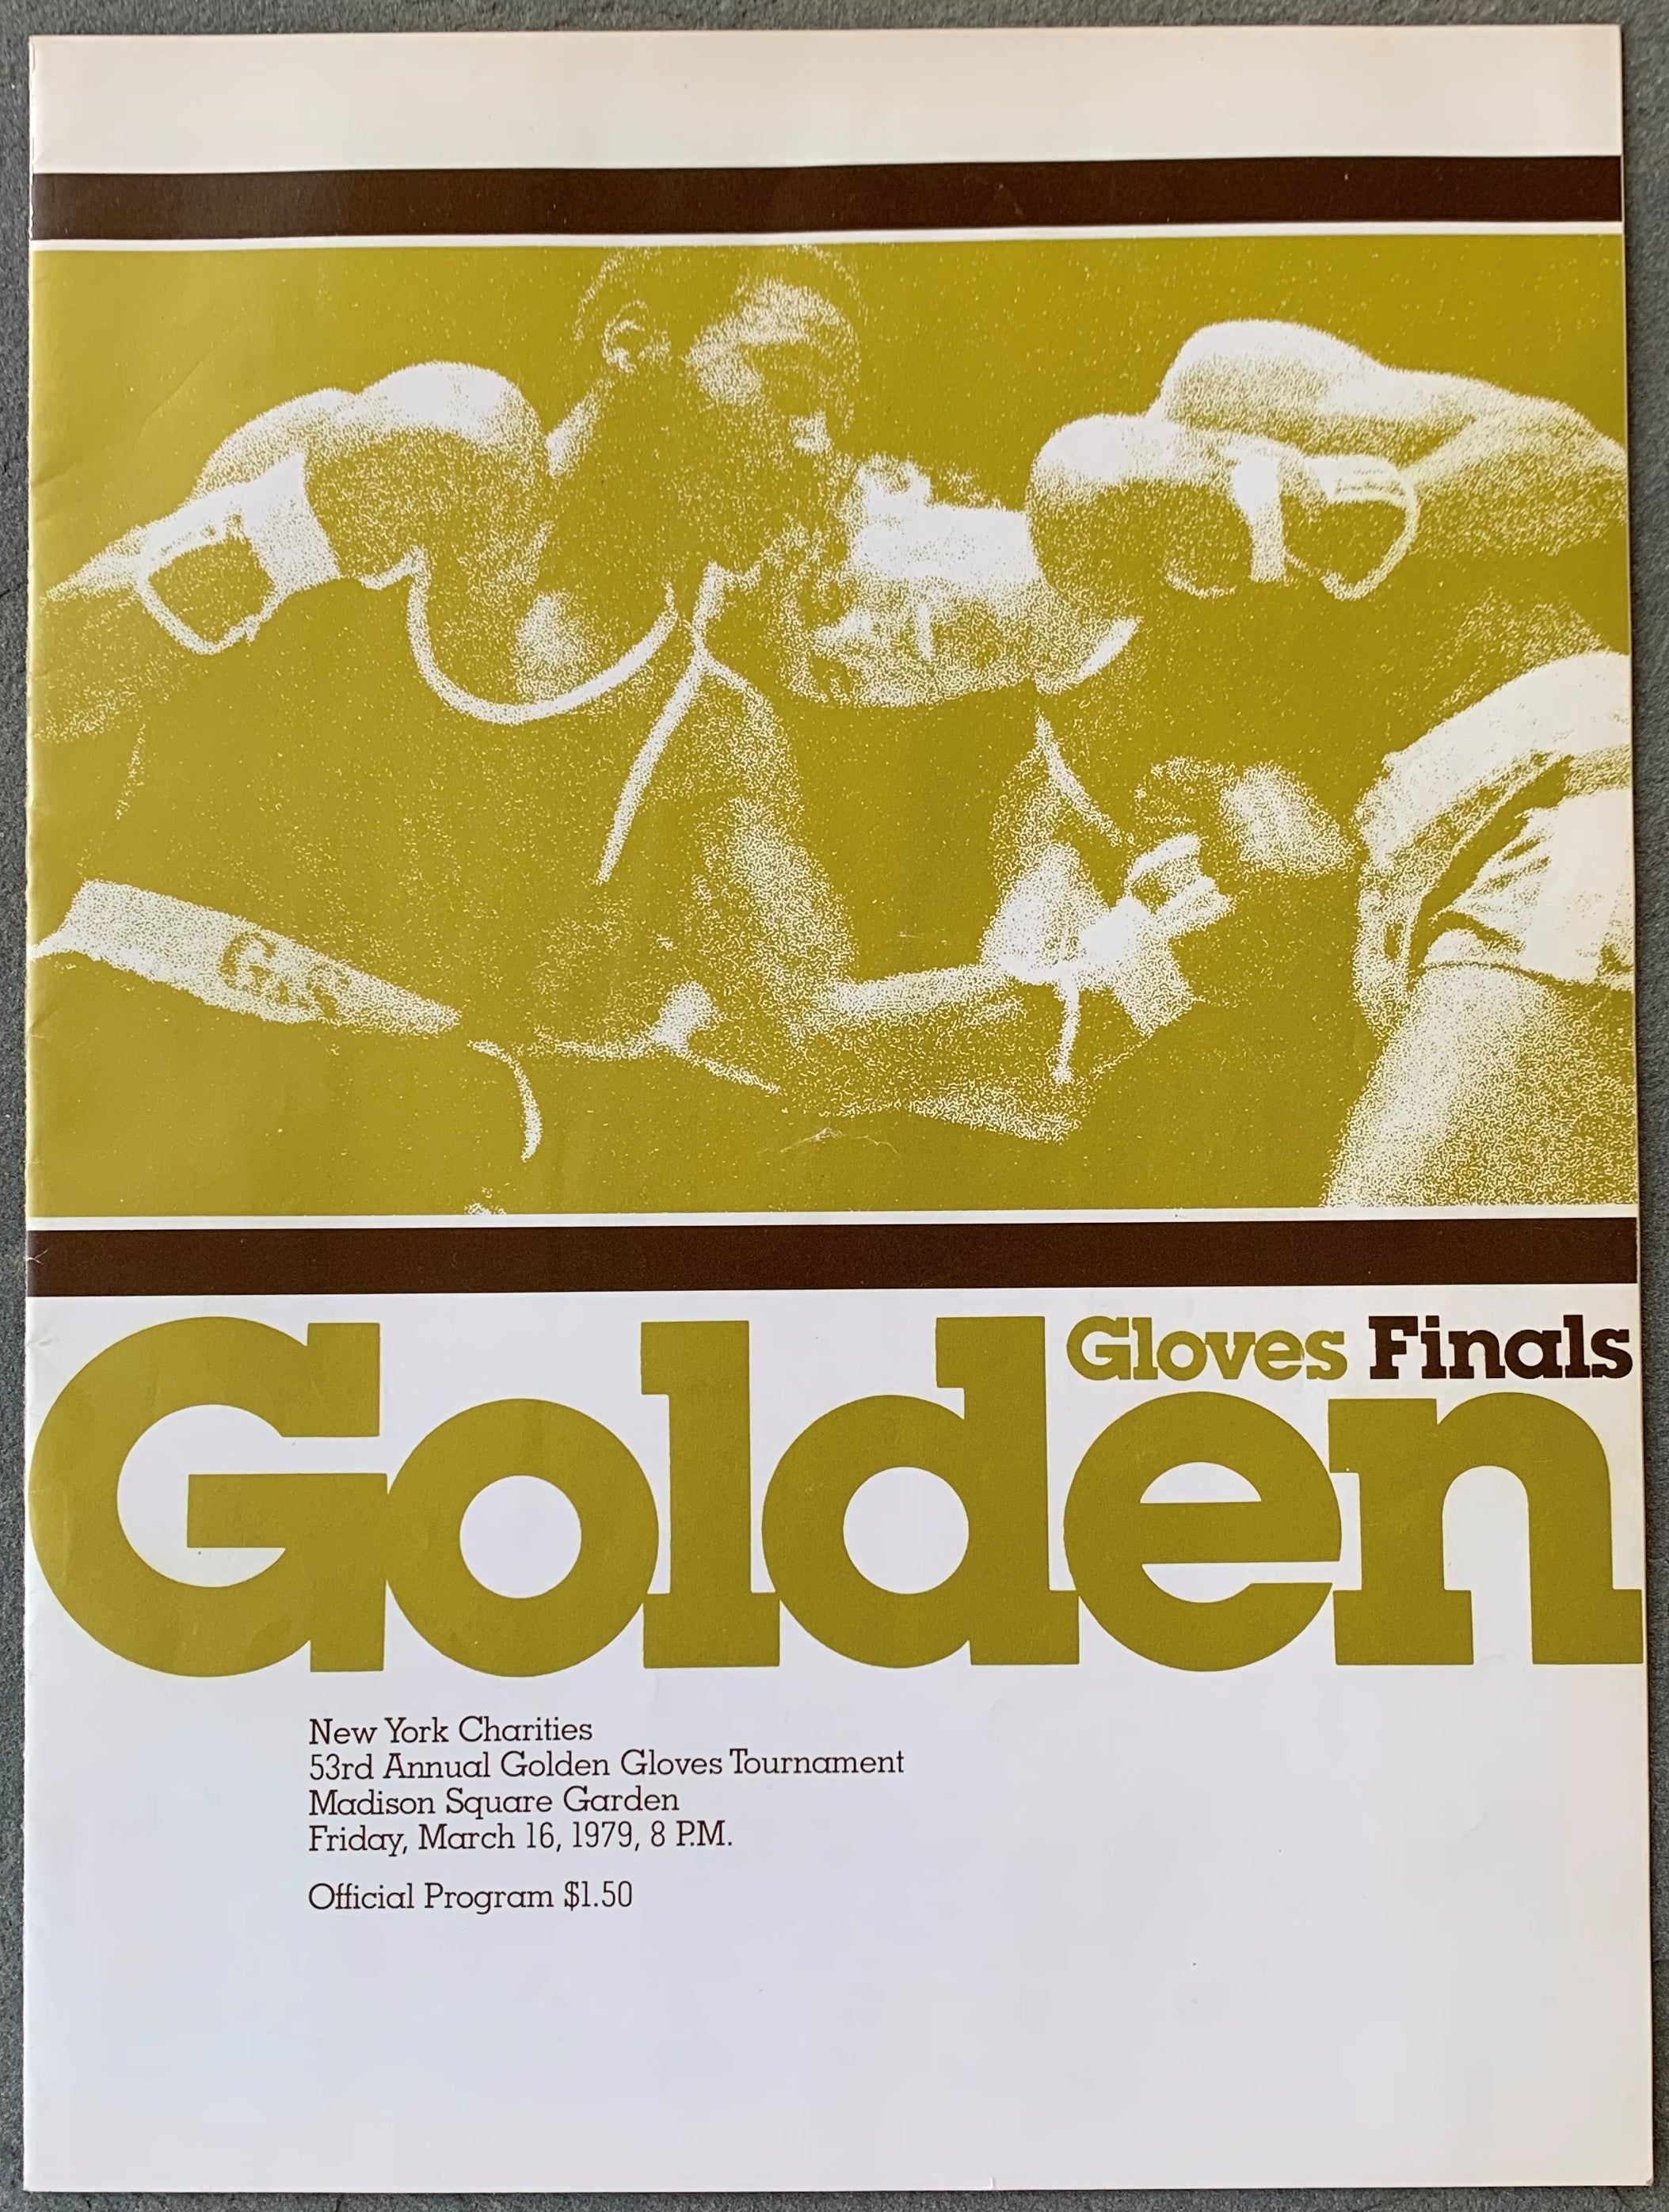 Gloves Finals
Golden
New York Charities
53rd Annual Golden Gloves Tournament
Madison Square Garden
Friday, March 16, 1979, 8 P.M.
Official Program $1.50